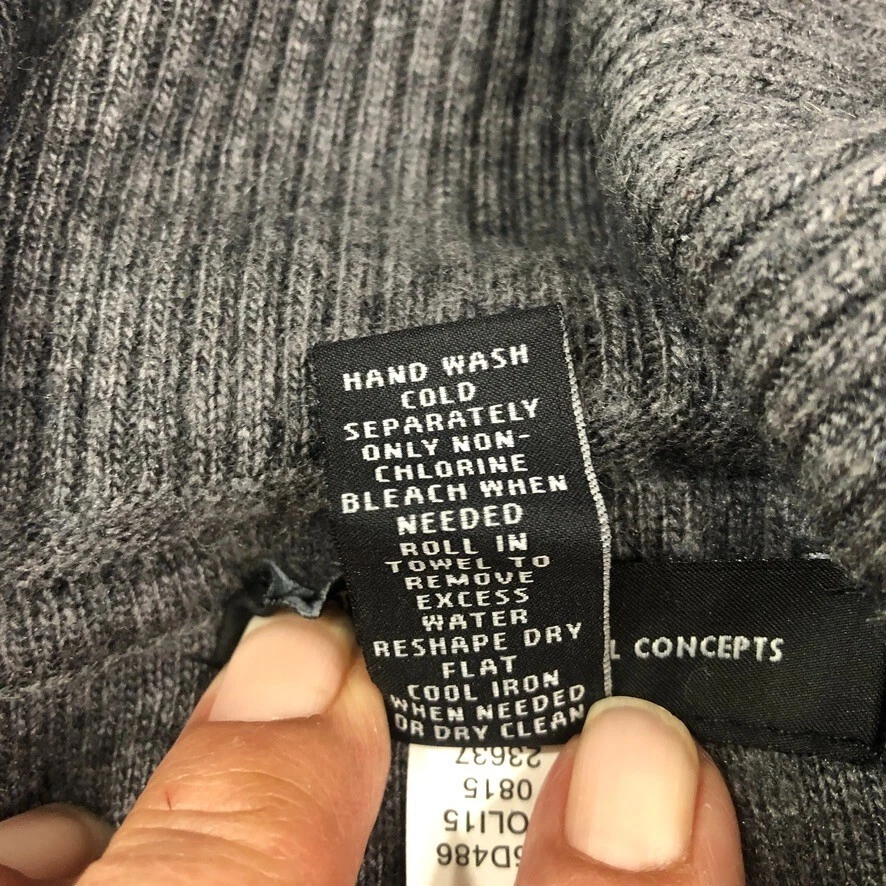 HAND WASH
COLD
SEPARATELY
ONLY NON-
CHLORINE
BLEACH WHEN
NEEDED
ROLL IN
TOWEL TO
REMOVE
EXCESS
WATER
RESHAPE DRY
FLAT
COOL IRON
WHEN NEEDED
OR DRY CLEAN
L CONCEPTS
D486
OLI15
0815
23637